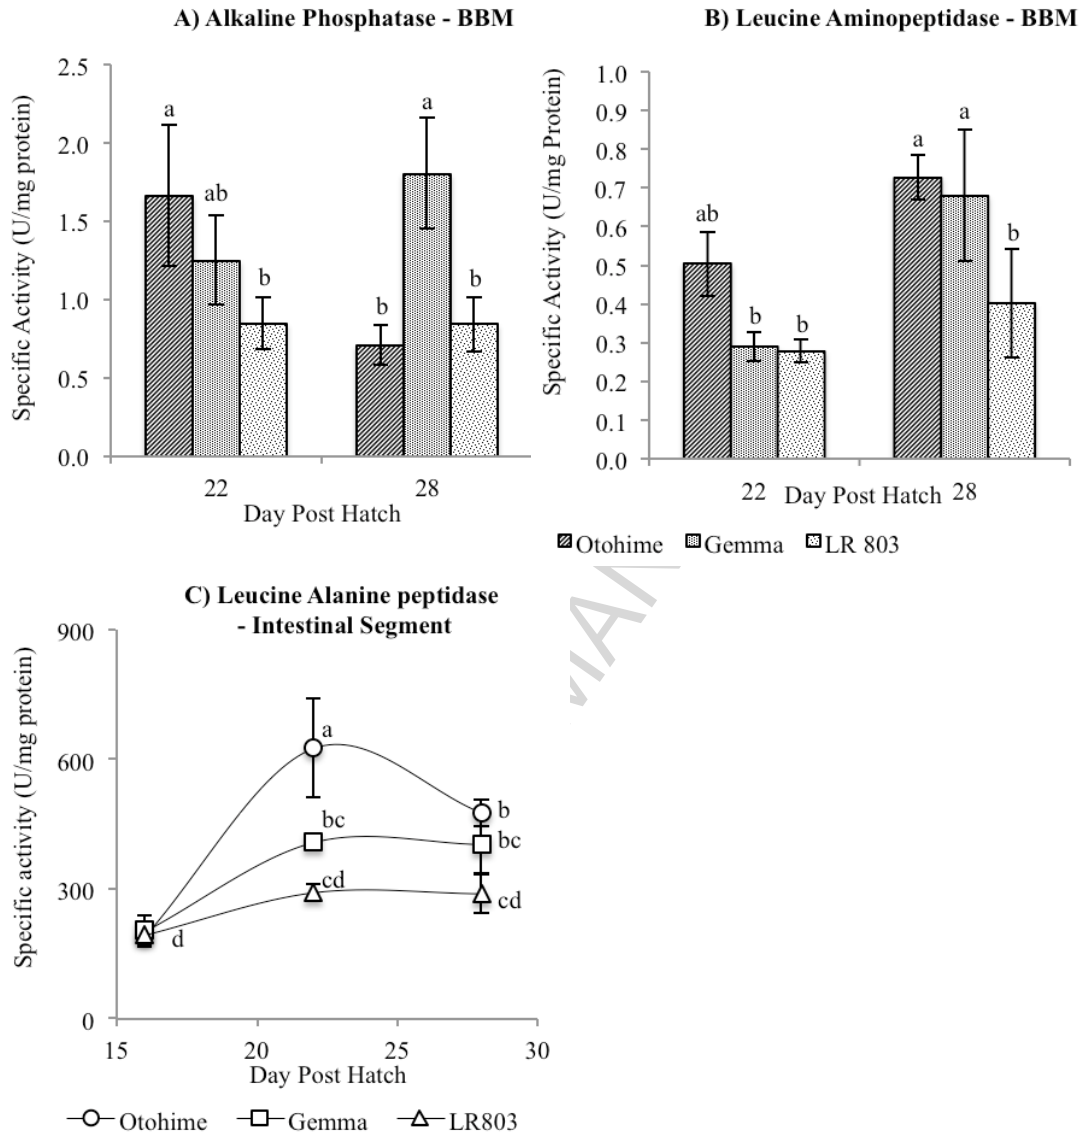 A) Alkaline Phosphatase - BBM
Specific Activity (U/mg protein)
2.5
2.0
1.5
1.0
0.5
0.0
a
ab
b
b
a
b
22
28
Day Post Hatch
B) Leucine Aminopeptidase - BBM
Specific Activity (U/mg Protein)
1.0
0.9
0.8
0.7
0.6
0.5
0.4
0.3
0.2
0.1
0.0
ab
b
b
a
a
b
22 Day Post Hatch 28
Otohime Gemma LR 803
C) Leucine Alanine peptidase
- Intestinal Segment
Specific activity (U/mg protein)
900
600
300
0
a
b
bc
bc
cd
cd
d
15
20
25
30
Day Post Hatch
Otohime Gemma LR803